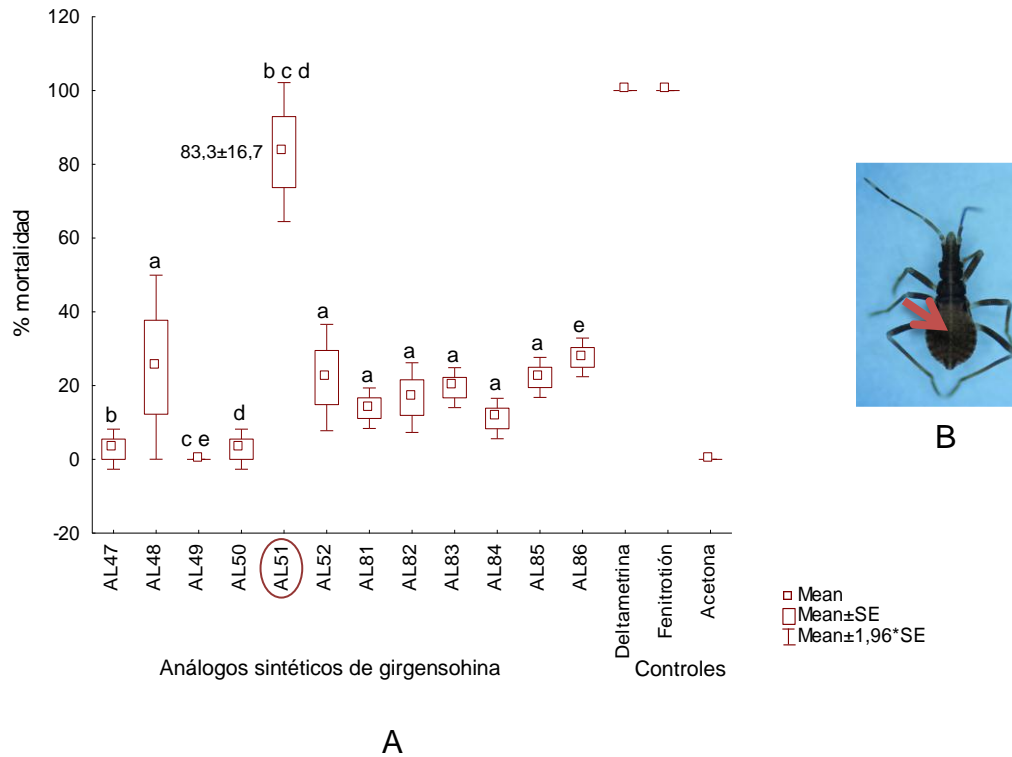 120
100
80
60
40
20
0
-20
% mortalidad
b
a
c e
d
b c d
83,3±16,7
a
a
a
a
a
a
e
AL47
AL48
AL49
AL50
AL51
AL52
AL81
AL82
AL83
AL84
AL85
AL86
Deltametrina
Fenitrotión
Acetona
Análogos sintéticos de girgensohina
Controles
Mean
Mean±SE
Mean±1,96*SE
A
B